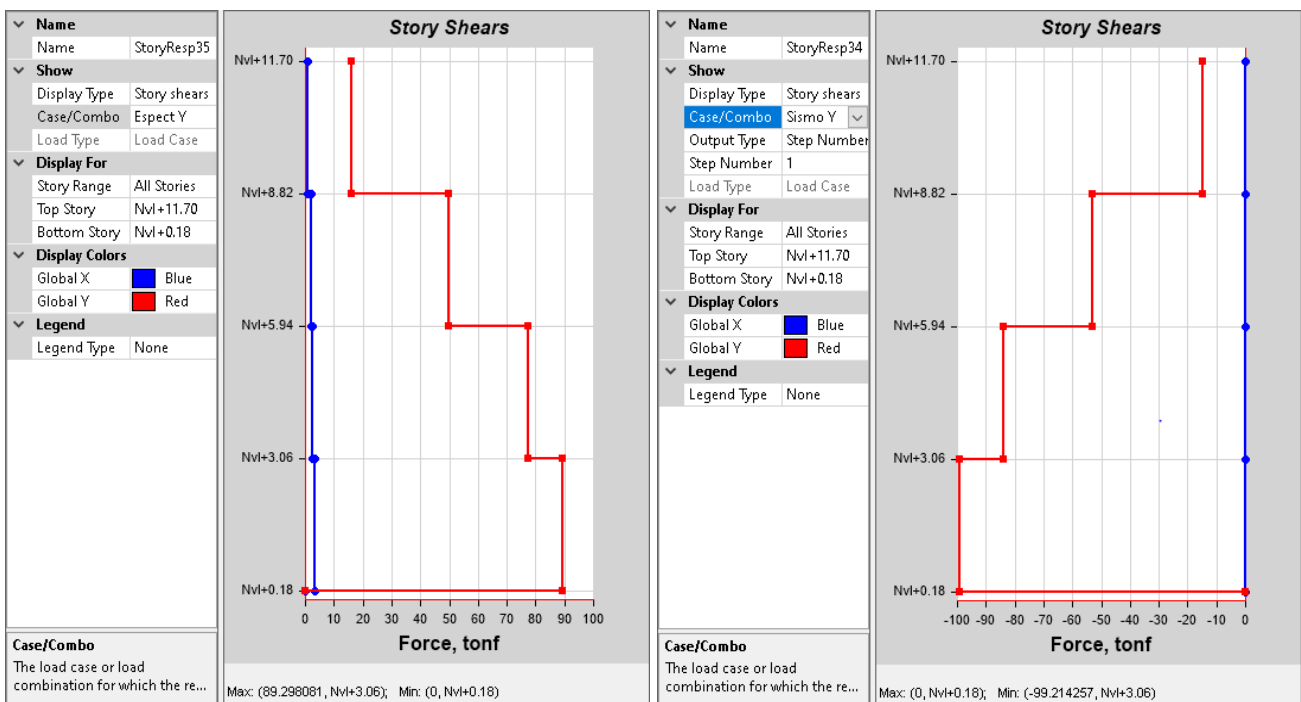 Name
Name StoryResp35
Show
Display Type Story shears
Case/Combo Espect Y
Load Type Load Case
Display For
Story Range All Stories
Top Story Nvl+11.70
Bottom Story Nvl+0.18
Display Colors
Global X Blue
Global Y Red
Legend
Legend Type None
Case/Combo
The load case or load
combination for which the re...
Story Shears
Nvl+11.70
Nvl+8.82
Nvl+5.94
Nvl+3.06
Nvl+0.18
0 10 20 30 40 50 60 70 80 90 100
Force, tonf
Max: (89.298081, Nvl+3.06); Min: (0, Nvl+0.18)
Name
Name StoryResp34
Show
Display Type Story shears
Case/Combo Sismo Y
Output Type Step Number
Step Number 1
Load Type Load Case
Display For
Story Range All Stories
Top Story Nvl+11.70
Bottom Story Nvl+0.18
Display Colors
Global X Blue
Global Y Red
Legend
Legend Type None
Case/Combo
The load case or load
combination for which the re...
Story Shears
Nvl+11.70
Nvl+8.82
Nvl+5.94
Nvl+3.06
Nvl+0.18
-100 -90 -80 -70 -60 -50 -40 -30 -20 -10 0
Force, tonf
Max: (0, Nvl+0.18); Min: (-99.214257, Nvl+3.06)